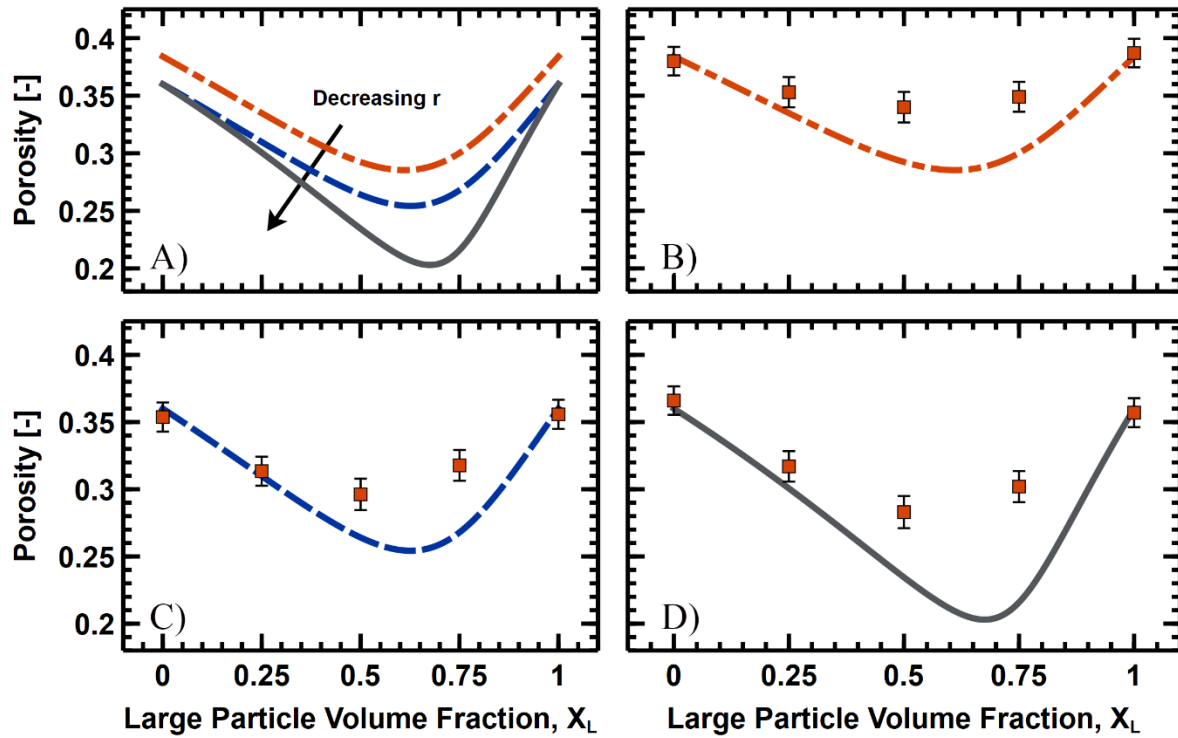 0.4
0.35
0.3
0.25
0.2
Porosity [-]
Decreasing r
A)
B)
0.4
0.35
0.3
0.25
0.2
Porosity [-]
C)
D)
0 0.25 0.5 0.75 1
0 0.25 0.5 0.75 1
Large Particle Volume Fraction, X_L
Large Particle Volume Fraction, X_L